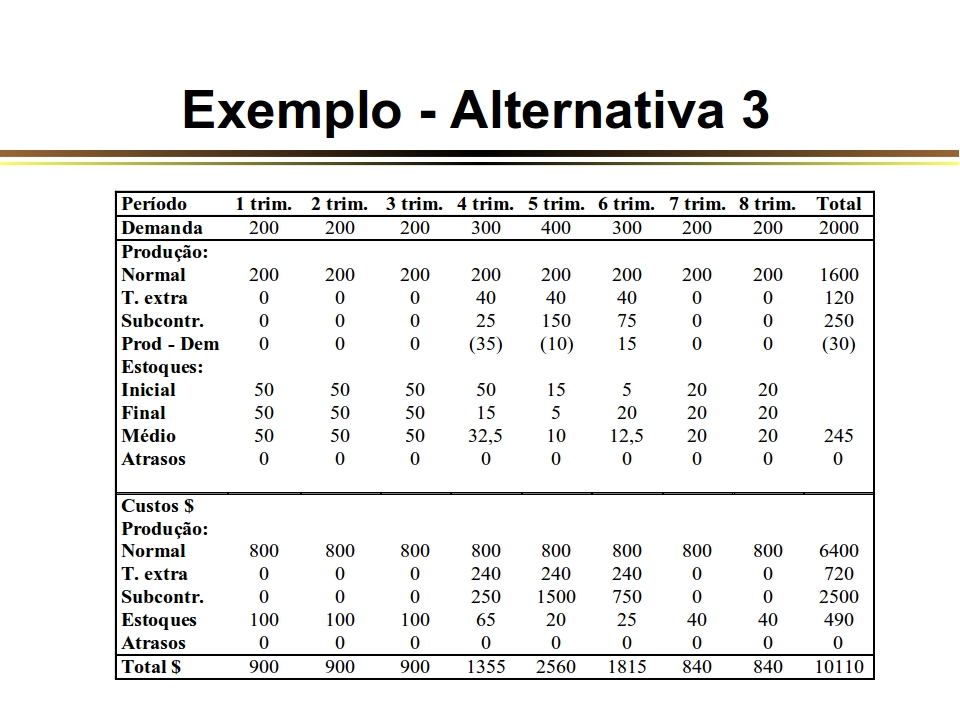 Exemplo - Alternativa 3
Período 1 trim. 2 trim. 3 trim. 4 trim. 5 trim. 6 trim. 7 trim. 8 trim. Total
Demanda 200 200 200 300 400 300 200 200 2000
Produção:
Normal 200 200 200 200 200 200 200 200 1600
T. extra 0 0 0 40 40 40 0 0 120
Subcontr. 0 0 0 25 150 75 0 0 250
Prod - Dem 0 0 0 (35) (10) 15 0 0 (30)
Estoques:
Inicial 50 50 50 50 15 5 20 20
Final 50 50 50 15 5 20 20 20
Médio 50 50 50 32,5 10 12,5 20 20 245
Atrasos 0 0 0 0 0 0 0 0 0
Custos $
Produção:
Normal 800 800 800 800 800 800 800 800 6400
T. extra 0 0 0 240 240 240 0 0 720
Subcontr. 0 0 0 250 1500 750 0 0 2500
Estoques 100 100 100 65 20 25 40 40 490
Atrasos 0 0 0 0 0 0 0 0 0
Total $ 900 900 900 1355 2560 1815 840 840 10110